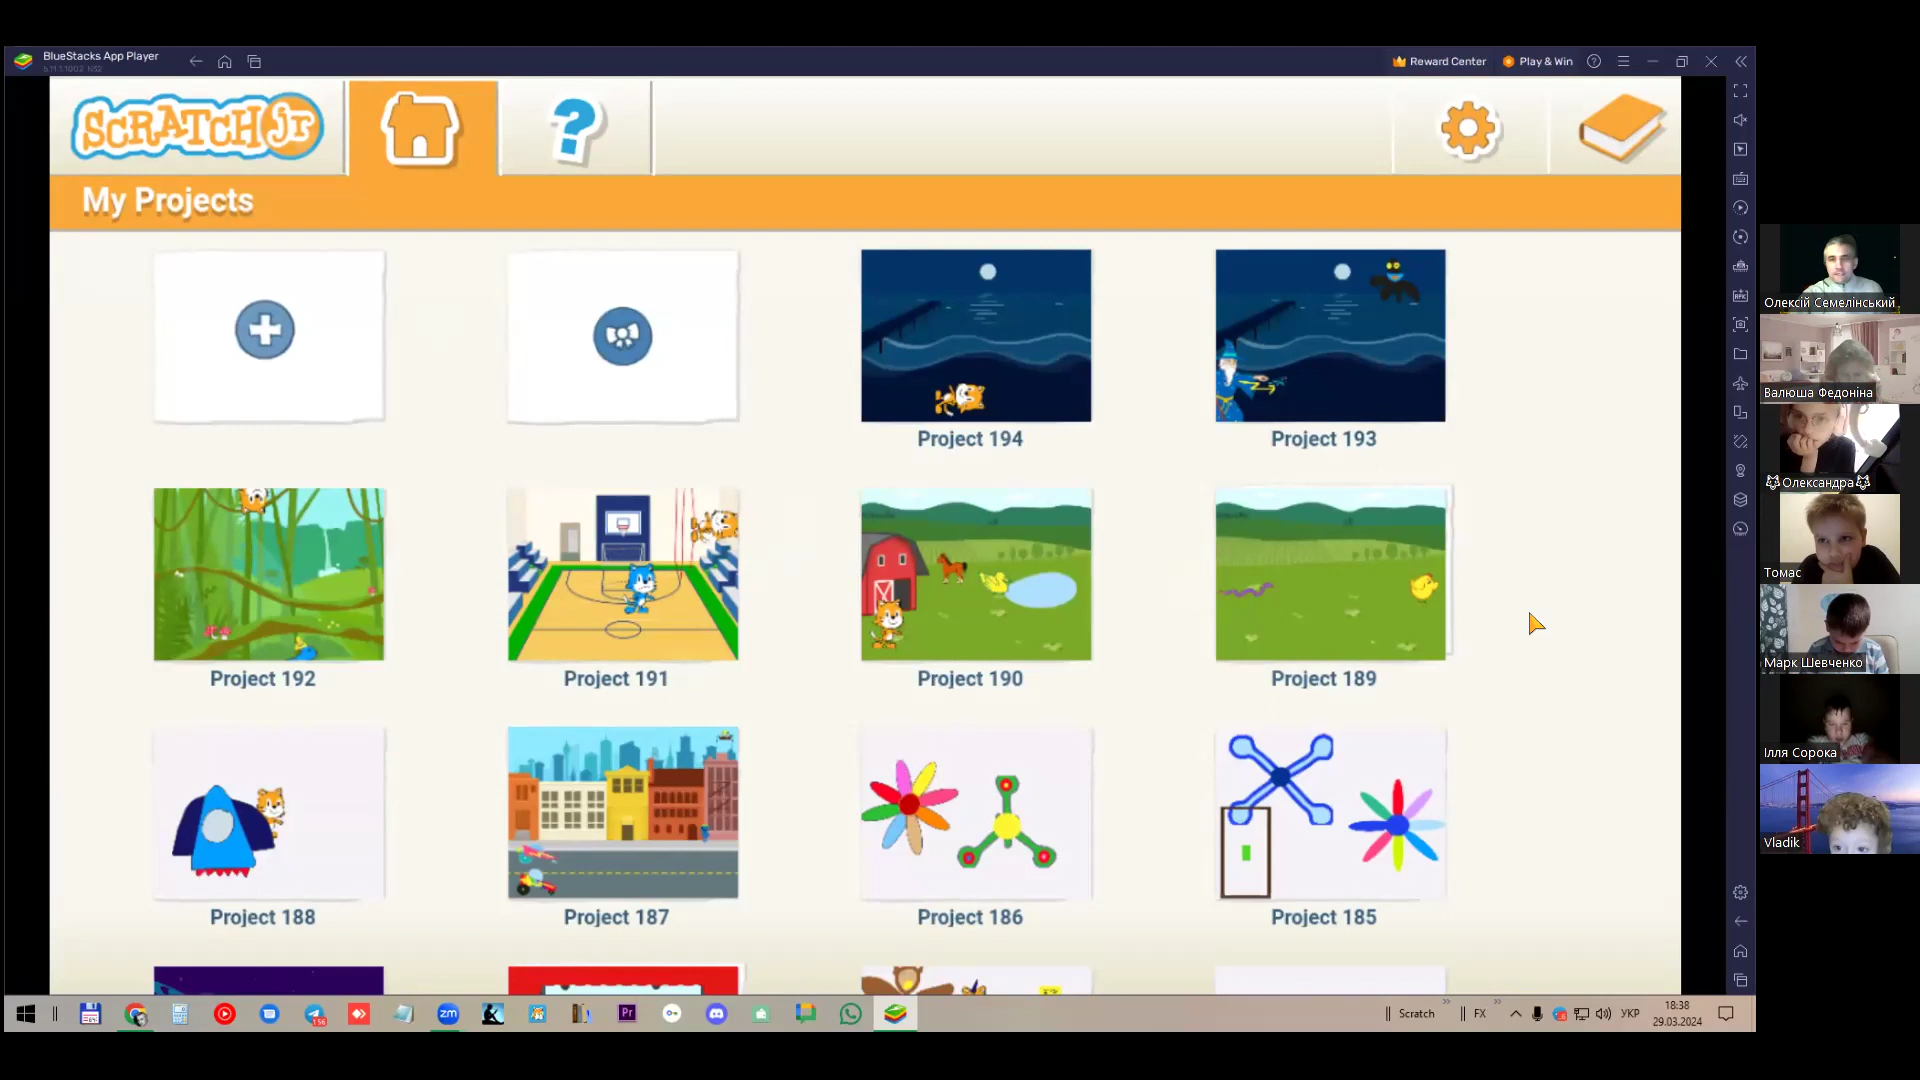 BlueStacks App Player
Reward Center
Play & Win
SCRATCH jr
?
My Projects
Project 194
Project 193
Project 192
Project 191
Project 190
Project 189
Project 188
Project 187
Project 186
Project 185
Олексій Семелінський
Валюша Федоніна
🐺Олександра🐺
Томас
Марк Шевченко
Ілля Сорока
Vladik
zm
Pr
Scratch
FX
УКР
18:38
29.03.2024